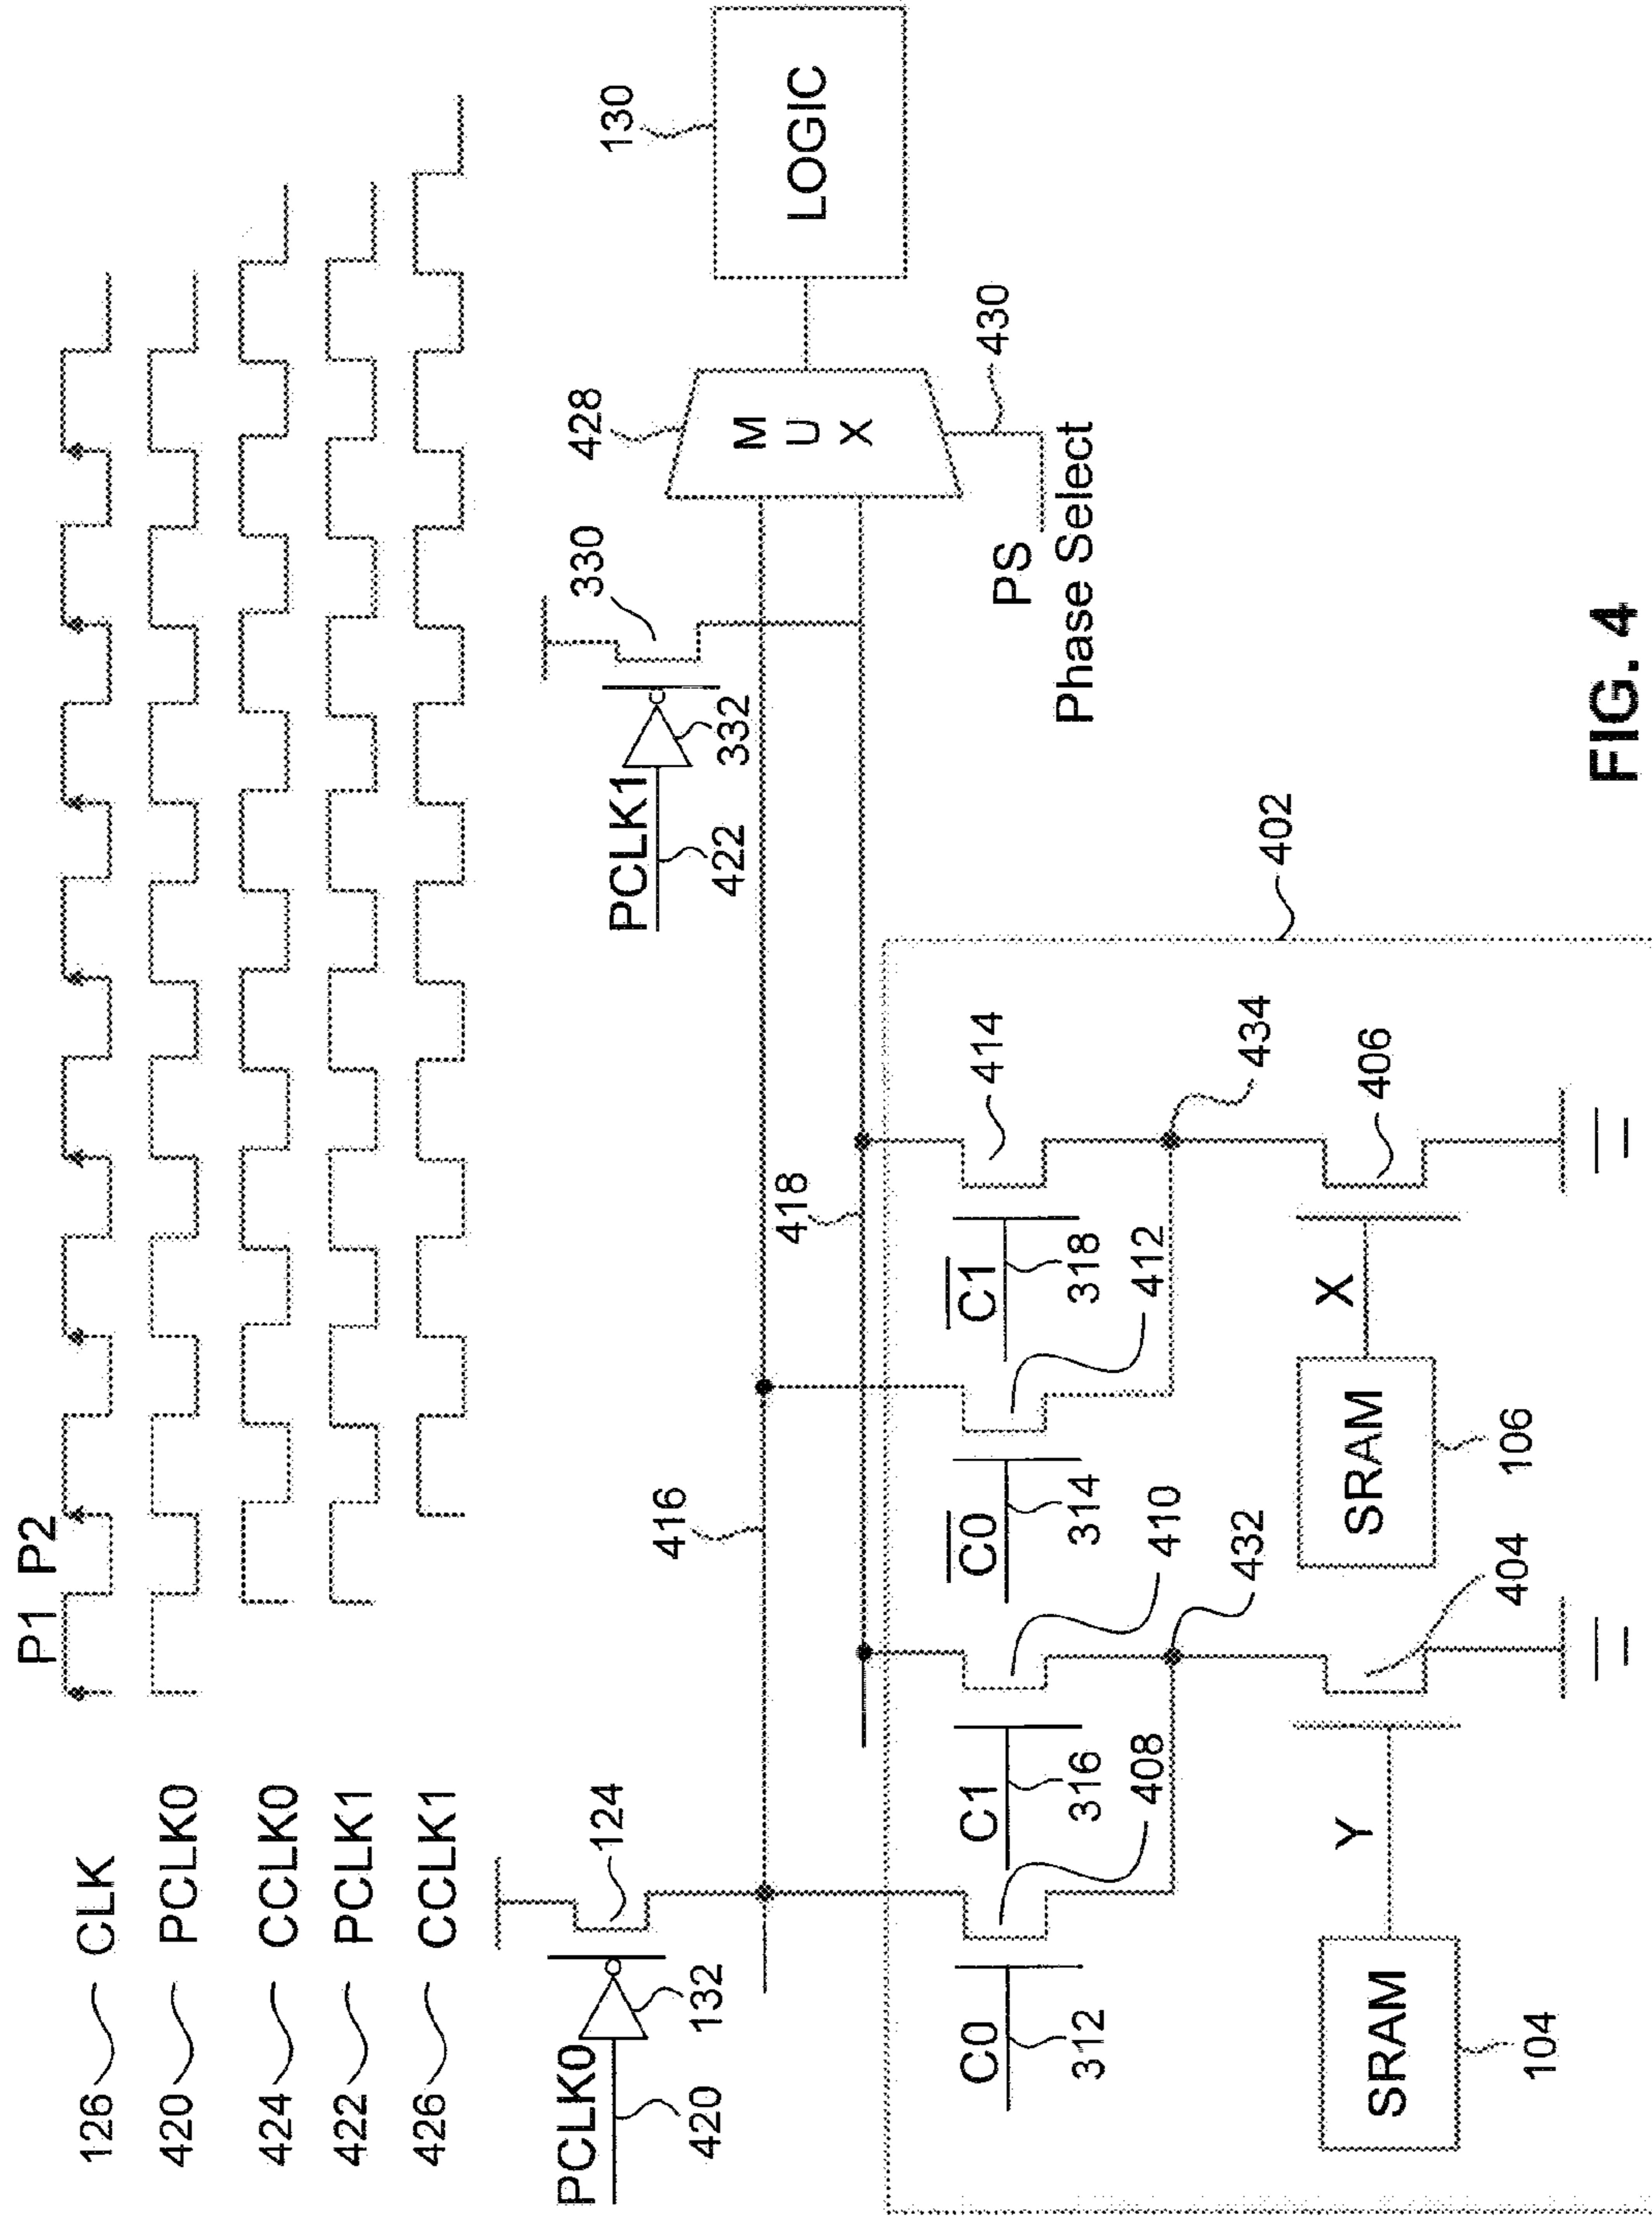 P1 P2
126 CLK
420 PCLK0
424 CCLK0
422 PCLK1
426 CCLK1
PCLK0
420
132
124
416
418
PCLK1
422
332
330
428
MUX
130
LOGIC
PS
Phase Select
430
402
C0
312
408
C1
316
410
C0
314
412
C1
318
414
432
434
SRAM
104
Y
404
SRAM
106
X
406
FIG. 4